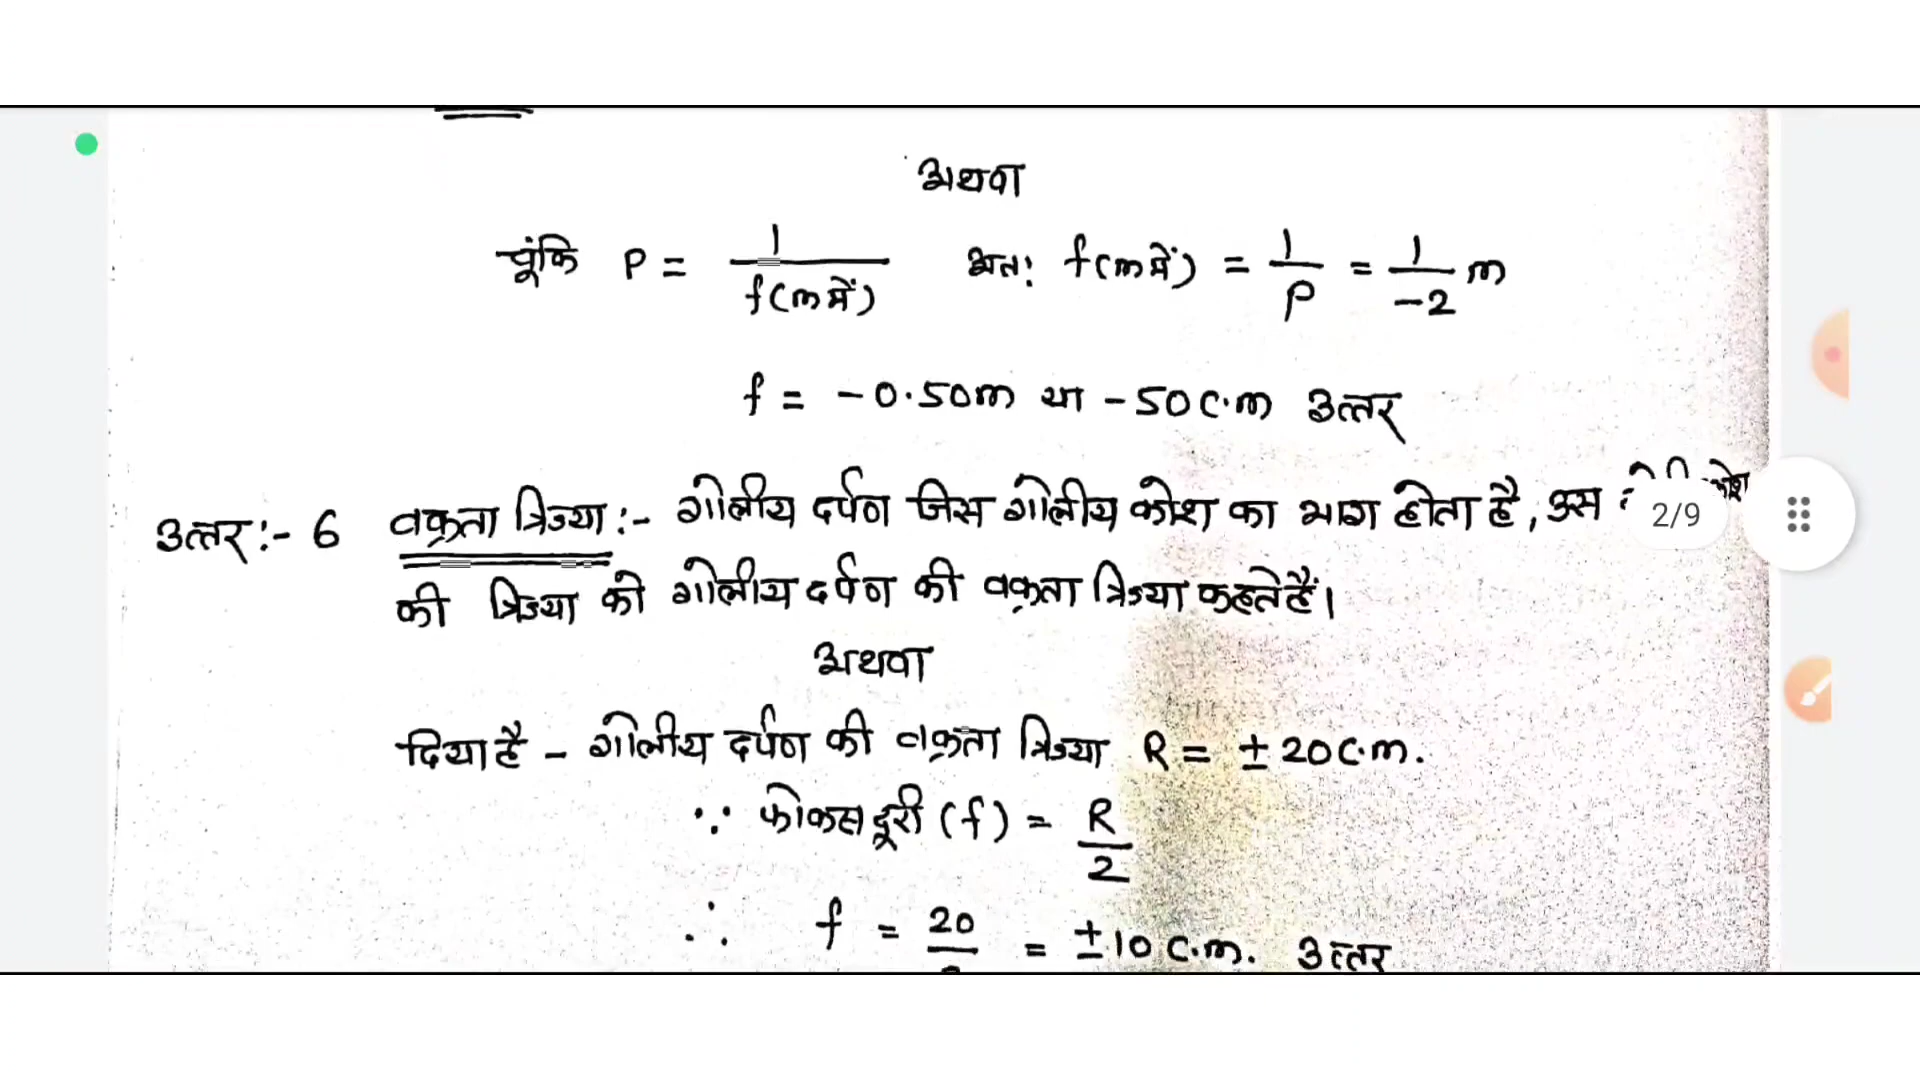 अथवा
चूंकि P = 1/f(m में) अतः f(m में) = 1/P = 1/-2 m
f = -0.50m या -50C.m उत्तर
उत्तर:- 6 वक्रता त्रिज्या :- गोलीय दर्पण जिस गोलीय कोश का भाग होता है, उस
2/9
की त्रिज्या को गोलीय दर्पण की वक्रता त्रिज्या कहते हैं।
अथवा
दिया है - गोलीय दर्पण की वक्रता त्रिज्या R = ± 20 C.m.
∵ फोकस दूरी (f) = R/2
∴ f = 20 = ±10 C.m. उत्तर